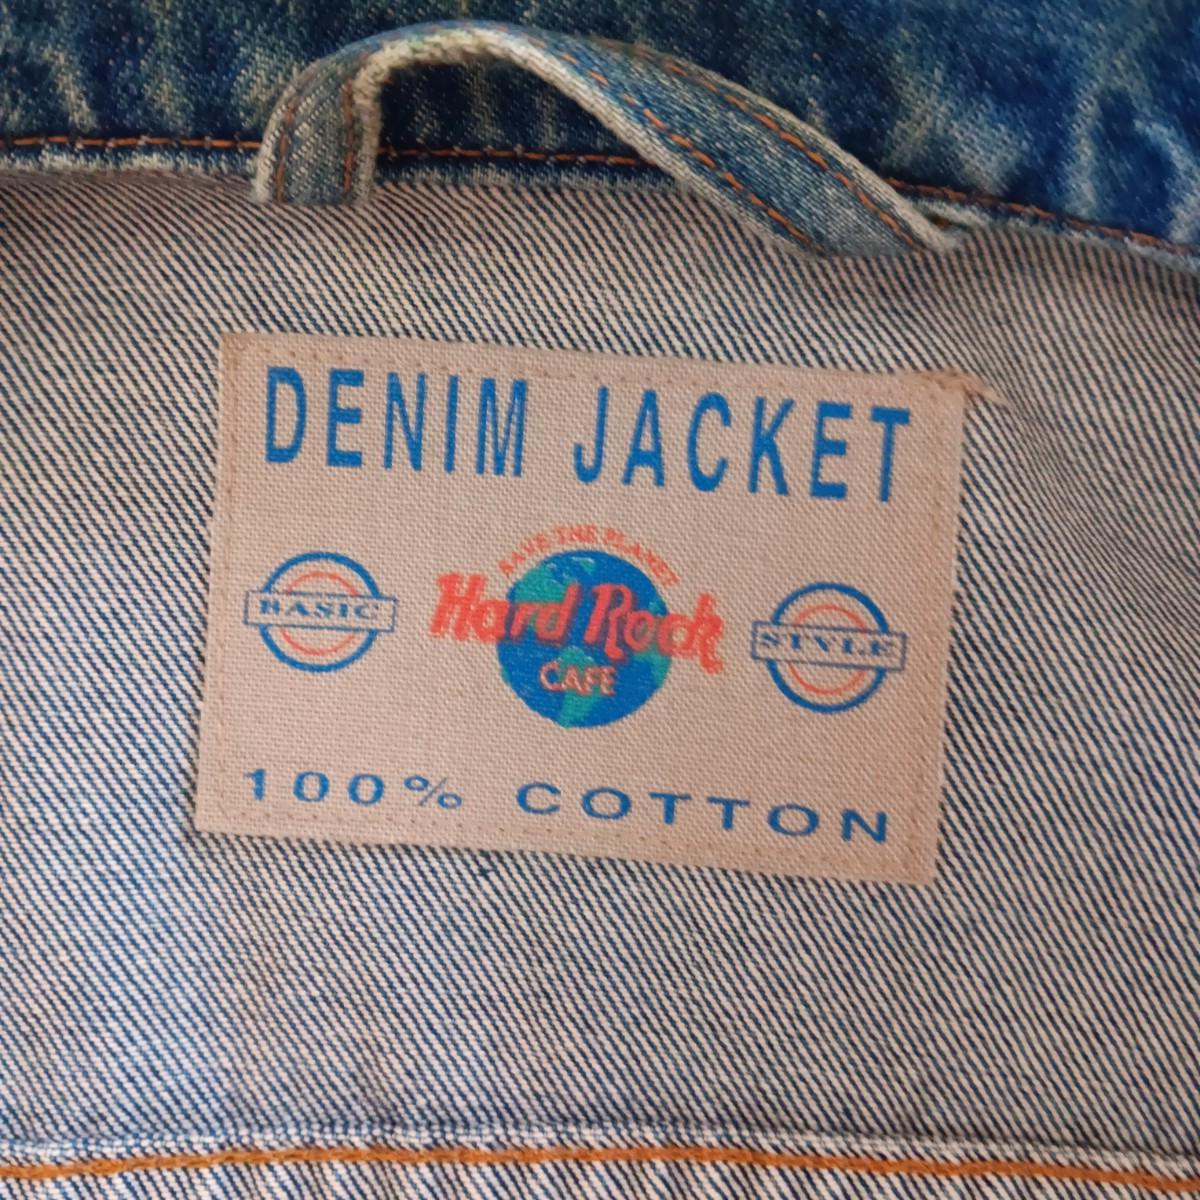 DENIM JACKET
SAVE THE PLANET
BASIC
Hard Rock
CAFE
STYLE
100% COTTON